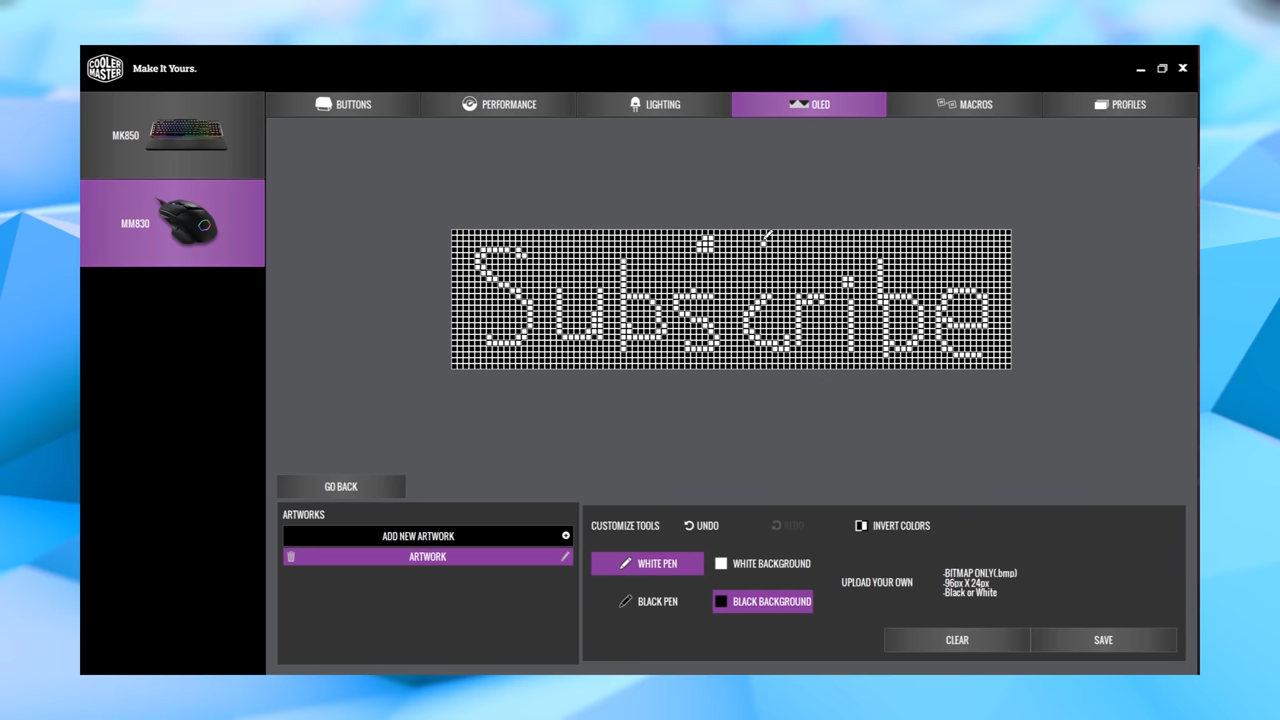 COOLER MASTER Make It Yours.
BUTTONS PERFORMANCE LIGHTING OLED MACROS PROFILES
MK850
MM830
Subscribe
GO BACK
ARTWORKS
ADD NEW ARTWORK
ARTWORK
CUSTOMIZE TOOLS UNDO REDO INVERT COLORS
WHITE PEN WHITE BACKGROUND
BLACK PEN BLACK BACKGROUND
UPLOAD YOUR OWN
-BITMAP ONLY(.bmp)
-96px X 24px
-Black or White
CLEAR SAVE